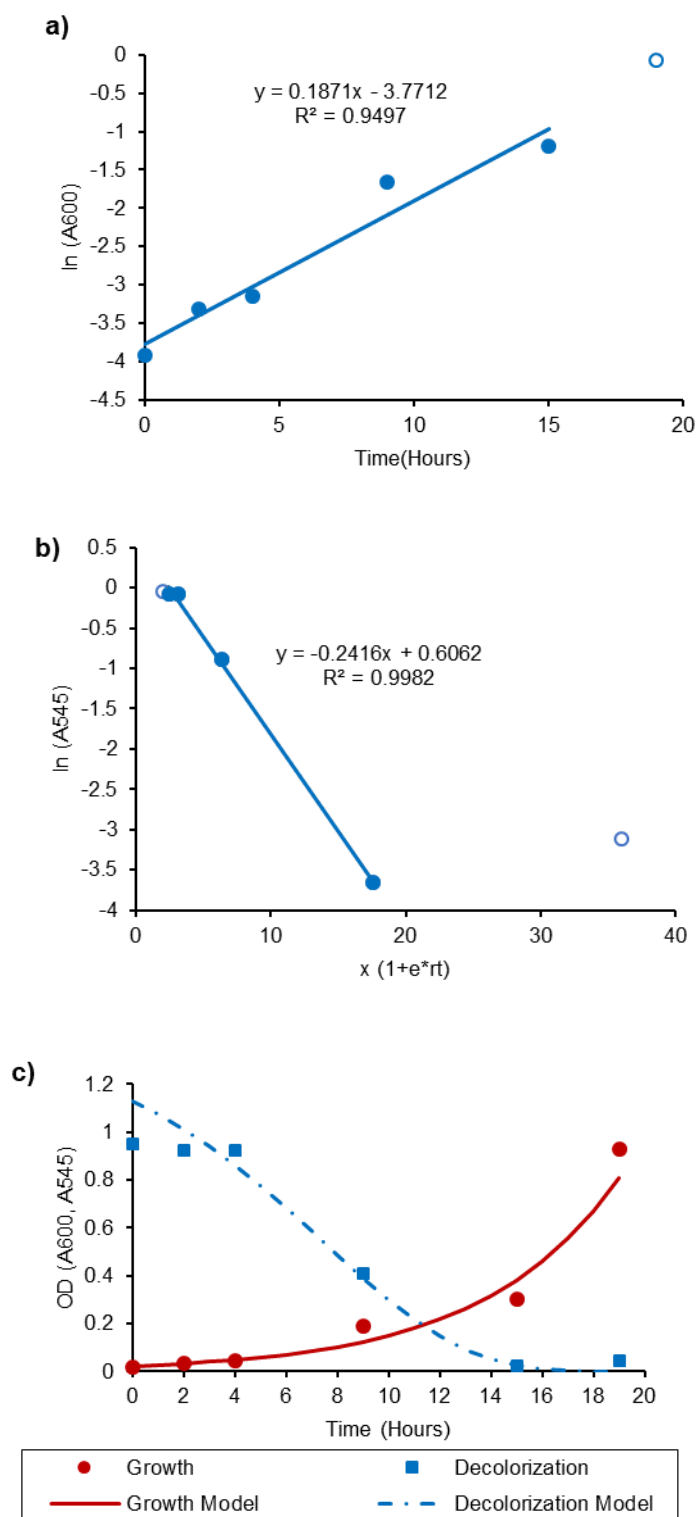 a)
0
-0.5
-1
-1.5
-2
-2.5
-3
-3.5
-4
-4.5
ln (A600)
y = 0.1871x - 3.7712
R² = 0.9497
0 5 10 15 20
Time(Hours)
b)
0.5
0
-0.5
-1
-1.5
-2
-2.5
-3
-3.5
-4
ln (A545)
y = -0.2416x + 0.6062
R² = 0.9982
0 10 20 30 40
x (1+e*rt)
c)
1.2
1
0.8
0.6
0.4
0.2
0
OD (A600, A545)
0 2 4 6 8 10 12 14 16 18 20
Time (Hours)
Growth Decolorization
Growth Model Decolorization Model